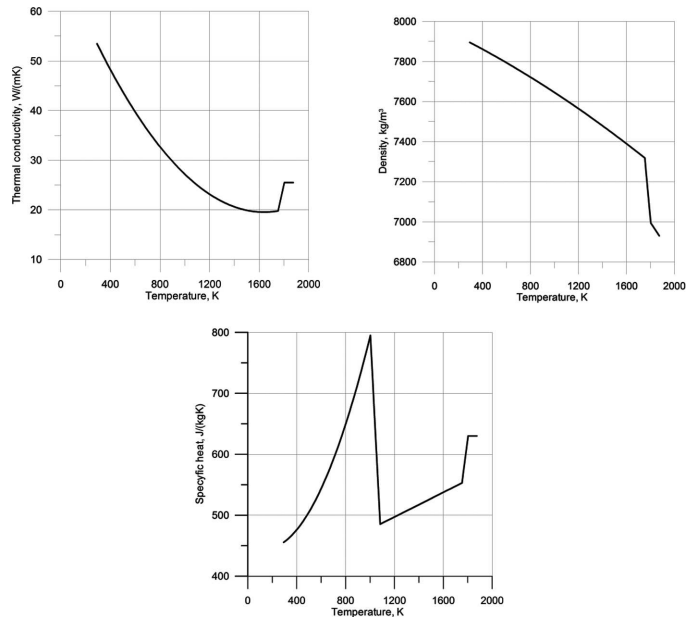 60
50
40
30
20
10
Thermal conductivity, W/(mK)
0 400 800 1200 1600 2000
Temperature, K
8000
7800
7600
7400
7200
7000
6800
Density, kg/m³
0 400 800 1200 1600 2000
Temperature, K
800
700
600
500
400
Specyfic heat, J/(kgK)
0 400 800 1200 1600 2000
Temperature, K